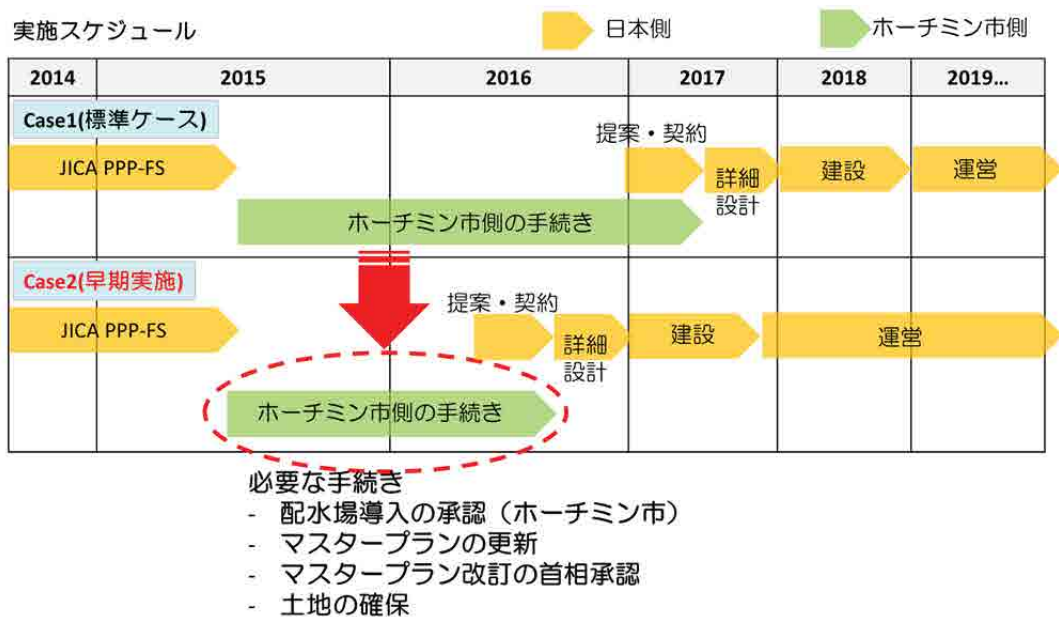 実施スケジュール
日本側
ホーチミン市側
2014 2015 2016 2017 2018 2019...
Case1(標準ケース)
提案・契約
JICA PPP-FS
詳細
設計
建設
運営
ホーチミン市側の手続き
Case2(早期実施)
提案・契約
JICA PPP-FS
詳細
設計
建設
運営
ホーチミン市側の手続き
必要な手続き
- 配水場導入の承認（ホーチミン市）
- マスタープランの更新
- マスタープラン改訂の首相承認
- 土地の確保